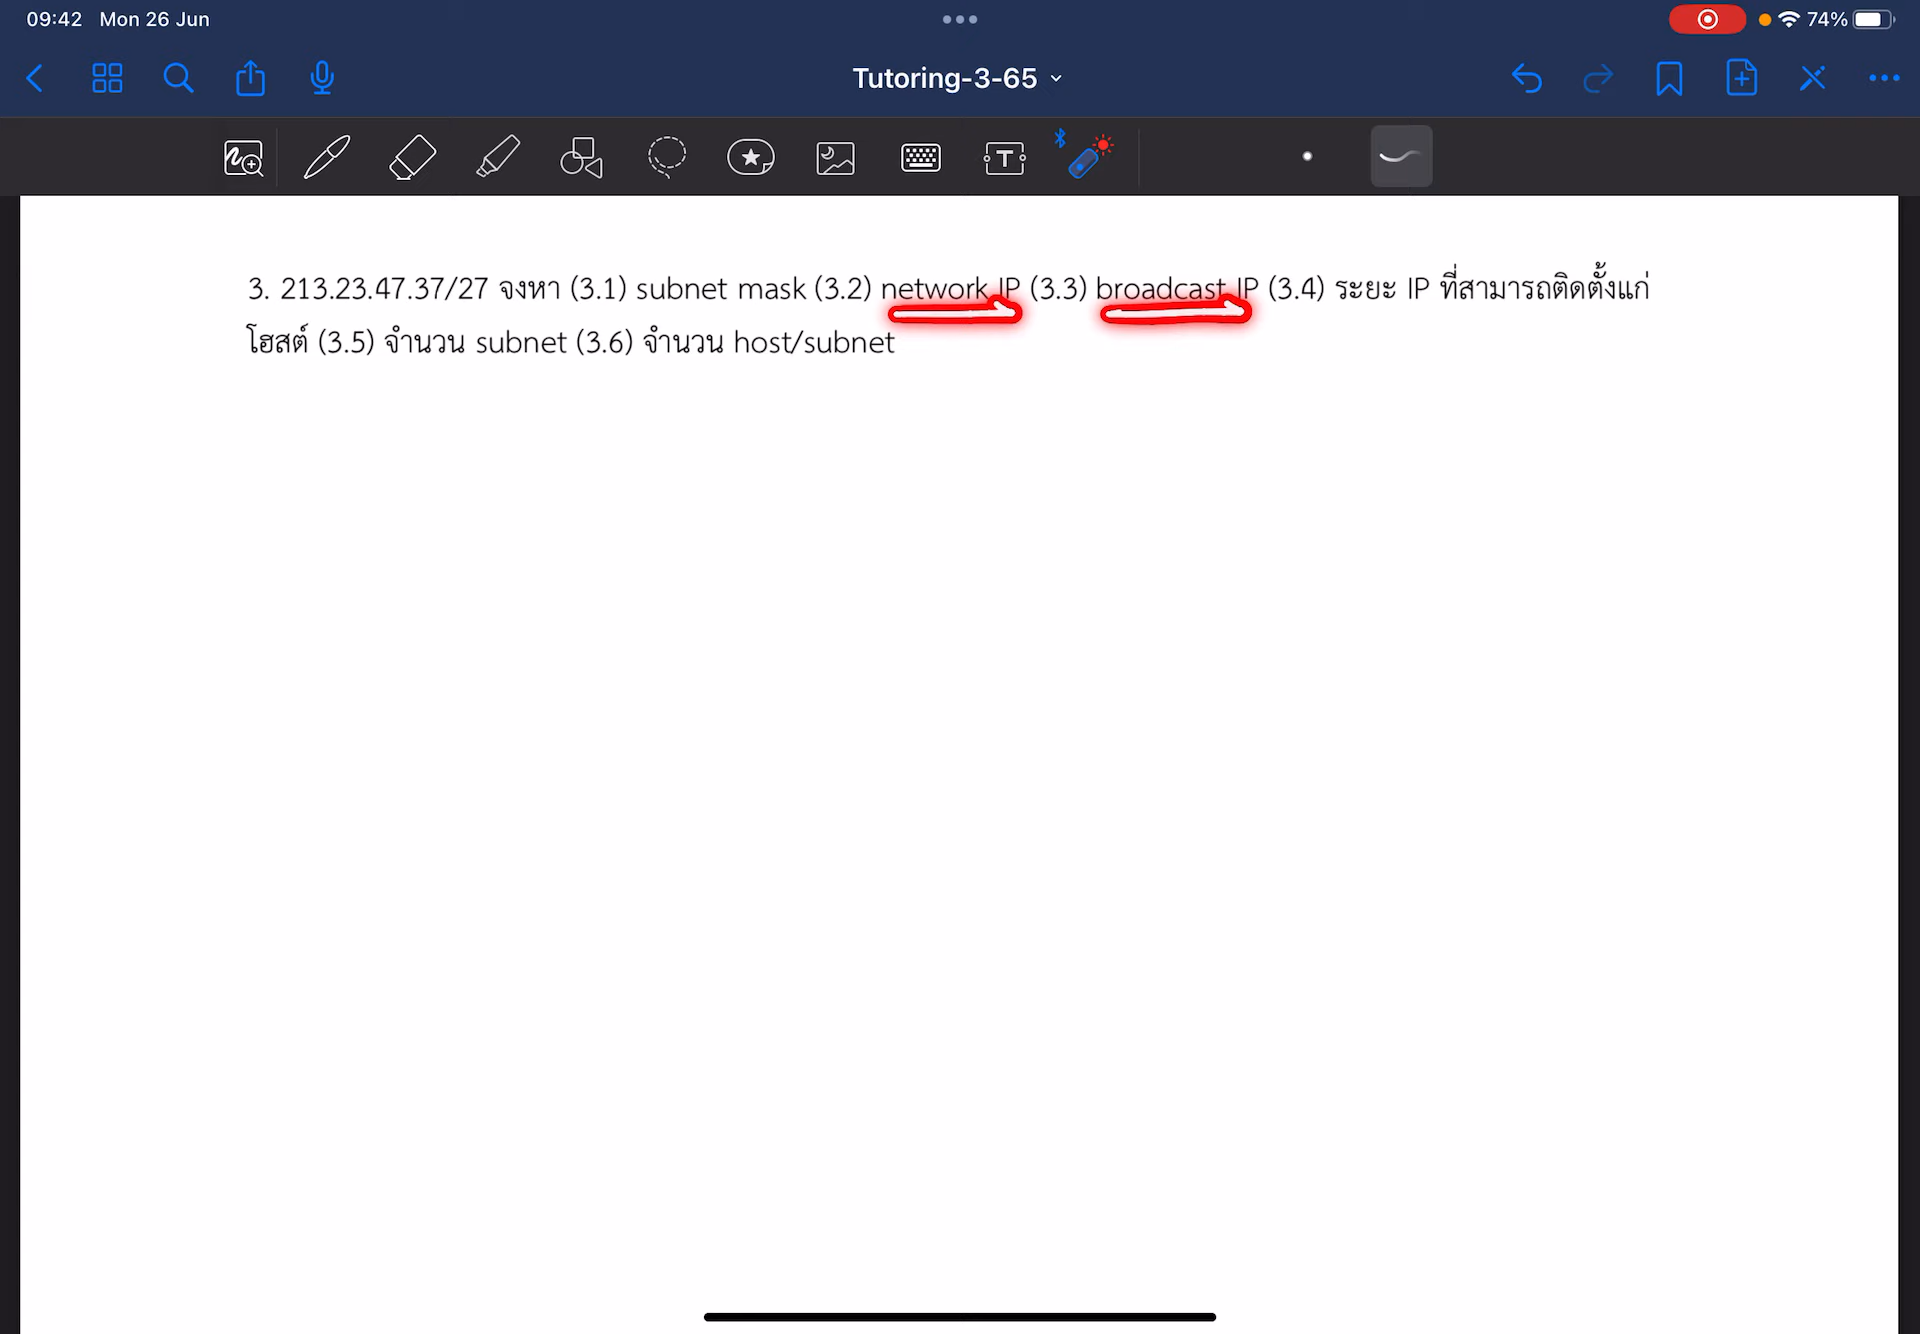 09:42 Mon 26 Jun
74%
Tutoring-3-65
T
3. 213.23.47.37/27 จงหา (3.1) subnet mask (3.2) network IP (3.3) broadcast IP (3.4) ระยะ IP ที่สามารถติดตั้งแก่
โฮสต์ (3.5) จำนวน subnet (3.6) จำนวน host/subnet